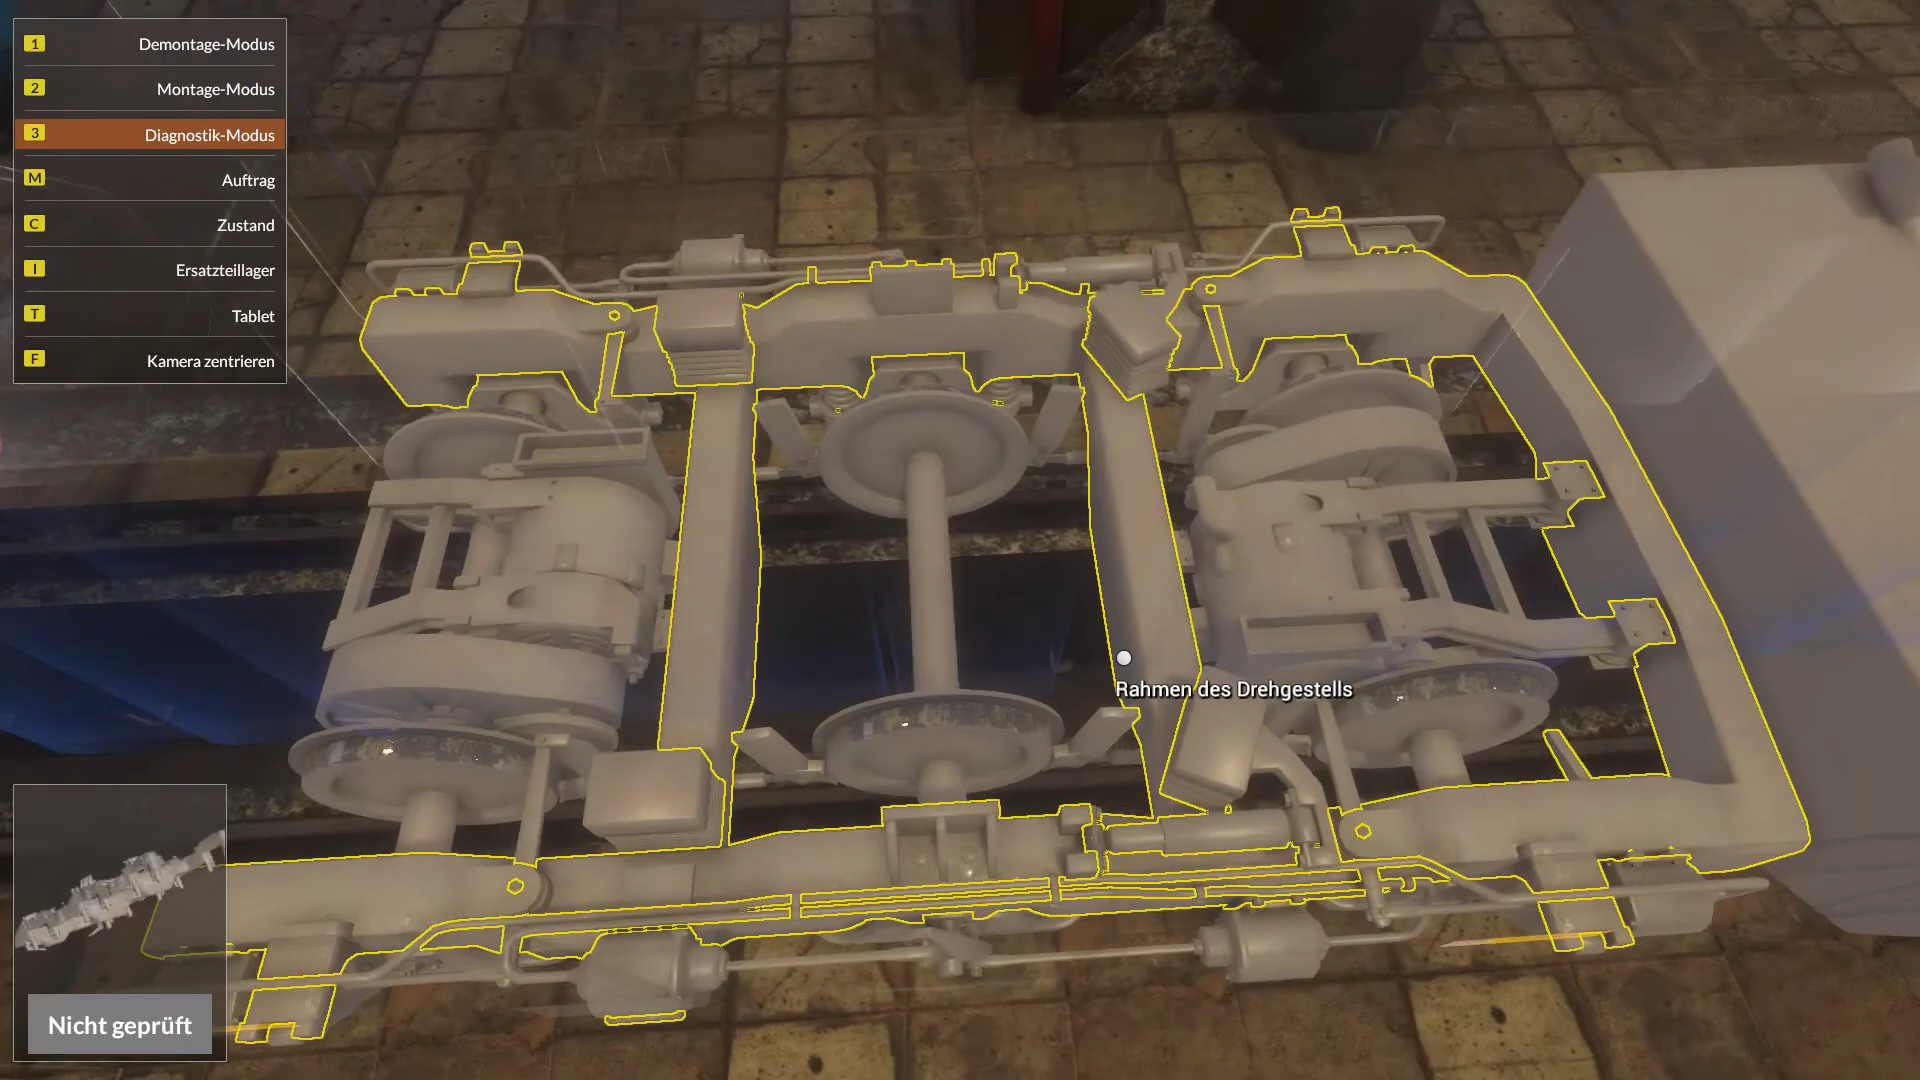 1 Demontage-Modus
2 Montage-Modus
3 Diagnostik-Modus
M Auftrag
C Zustand
I Ersatzteillager
T Tablet
F Kamera zentrieren
Rahmen des Drehgestells
Nicht geprüft